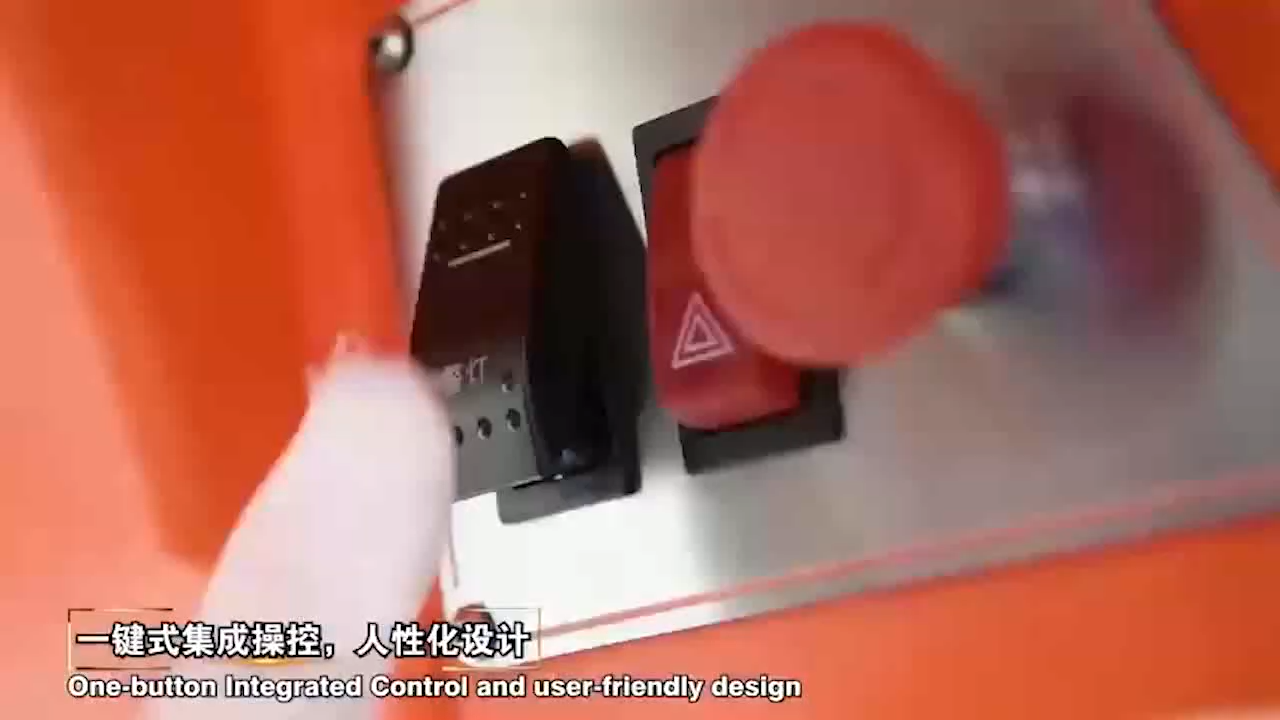 一键式集成操控，人性化设计
One-button Integrated Control and user-friendly design